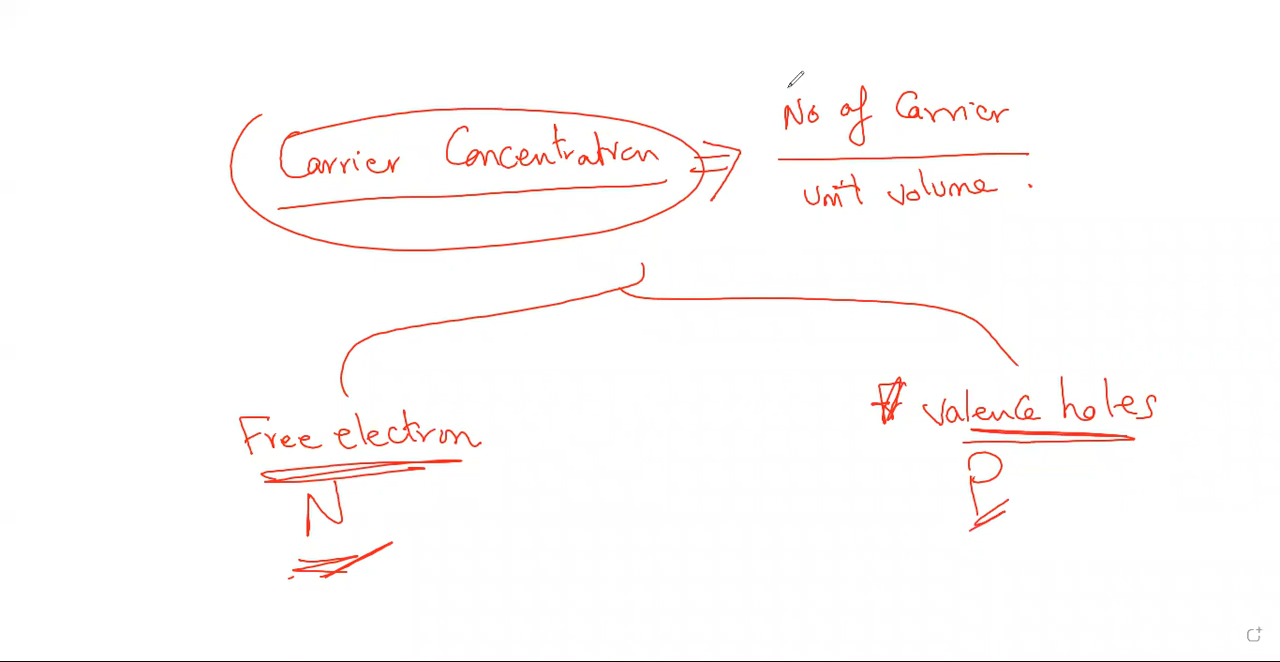 Carrier Concentration ⇒ No of Carrier
unit volume.
Free electron
valence holes
N
P